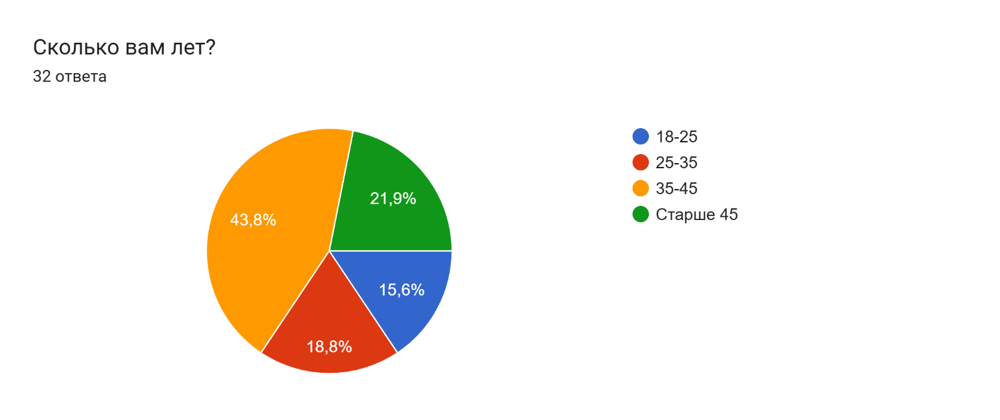 Сколько вам лет?
32 ответа
18-25
25-35
35-45
Старше 45
21,9%
43,8%
15,6%
18,8%